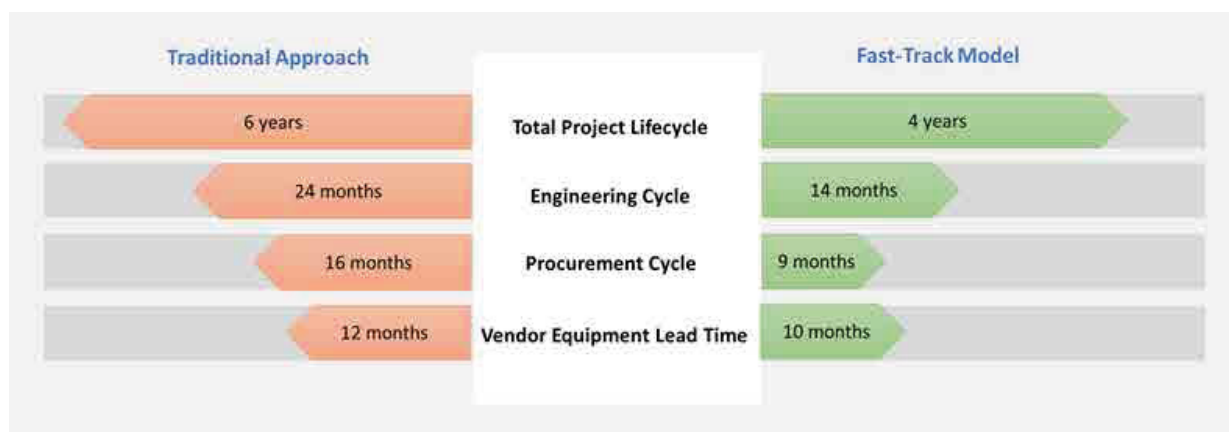 Traditional Approach
Fast-Track Model
6 years
Total Project Lifecycle
4 years
24 months
Engineering Cycle
14 months
16 months
Procurement Cycle
9 months
12 months
Vendor Equipment Lead Time
10 months